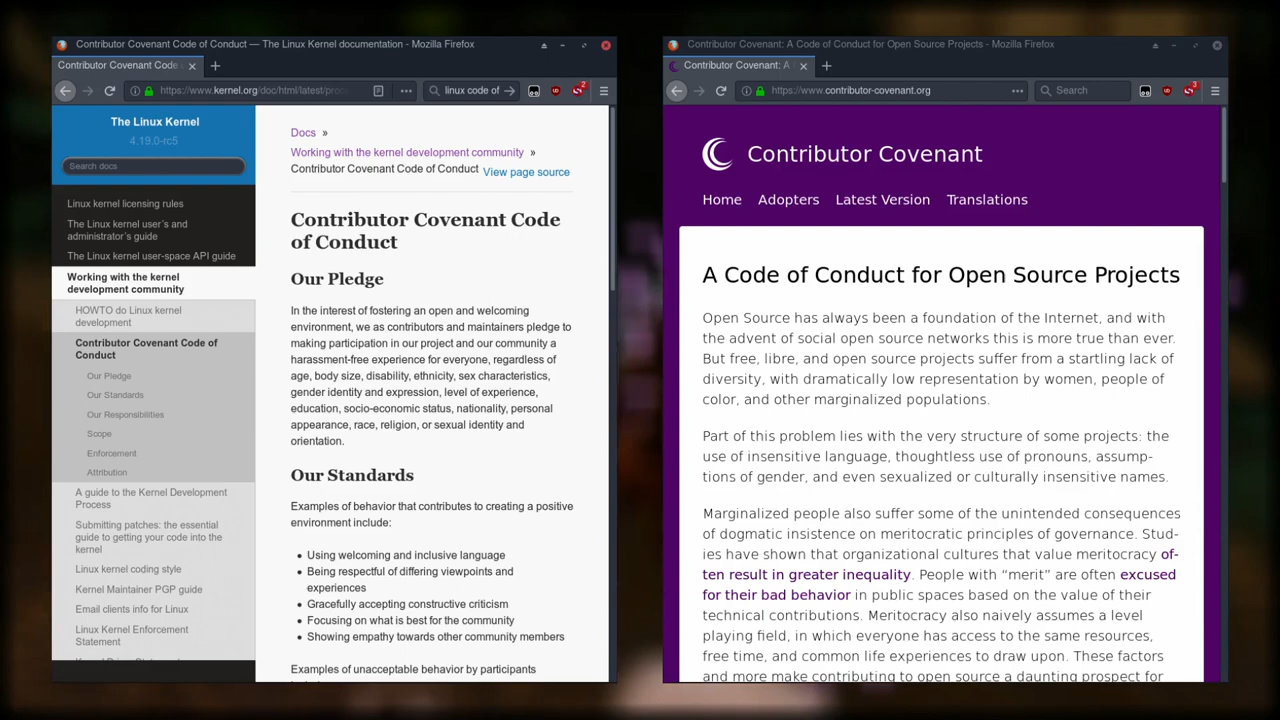 Contributor Covenant Code of Conduct — The Linux Kernel documentation - Mozilla Firefox
Contributor Covenant Code
https://www.kernel.org/doc/html/latest/proc
linux code of
2
The Linux Kernel
4.19.0-rc5
Search docs
Linux kernel licensing rules
The Linux kernel user's and
administrator's guide
The Linux kernel user-space API guide
Working with the kernel
development community
HOWTO do Linux kernel
development
Contributor Covenant Code of
Conduct
Our Pledge
Our Standards
Our Responsibilities
Scope
Enforcement
Attribution
A guide to the Kernel Development
Process
Submitting patches: the essential
guide to getting your code into the
kernel
Linux kernel coding style
Kernel Maintainer PGP guide
Email clients info for Linux
Linux Kernel Enforcement
Statement
Docs »
Working with the kernel development community »
Contributor Covenant Code of Conduct View page source
Contributor Covenant Code
of Conduct
Our Pledge
In the interest of fostering an open and welcoming
environment, we as contributors and maintainers pledge to
making participation in our project and our community a
harassment-free experience for everyone, regardless of
age, body size, disability, ethnicity, sex characteristics,
gender identity and expression, level of experience,
education, socio-economic status, nationality, personal
appearance, race, religion, or sexual identity and
orientation.
Our Standards
Examples of behavior that contributes to creating a positive
environment include:
• Using welcoming and inclusive language
• Being respectful of differing viewpoints and
experiences
• Gracefully accepting constructive criticism
• Focusing on what is best for the community
• Showing empathy towards other community members
Examples of unacceptable behavior by participants
Contributor Covenant: A Code of Conduct for Open Source Projects - Mozilla Firefox
Contributor Covenant: A
https://www.contributor-covenant.org
Search
3
Contributor Covenant
Home Adopters Latest Version Translations
A Code of Conduct for Open Source Projects
Open Source has always been a foundation of the Internet, and with
the advent of social open source networks this is more true than ever.
But free, libre, and open source projects suffer from a startling lack of
diversity, with dramatically low representation by women, people of
color, and other marginalized populations.
Part of this problem lies with the very structure of some projects: the
use of insensitive language, thoughtless use of pronouns, assump-
tions of gender, and even sexualized or culturally insensitive names.
Marginalized people also suffer some of the unintended consequences
of dogmatic insistence on meritocratic principles of governance. Stud-
ies have shown that organizational cultures that value meritocracy of-
ten result in greater inequality. People with “merit” are often excused
for their bad behavior in public spaces based on the value of their
technical contributions. Meritocracy also naively assumes a level
playing field, in which everyone has access to the same resources,
free time, and common life experiences to draw upon. These factors
and more make contributing to open source a daunting prospect for